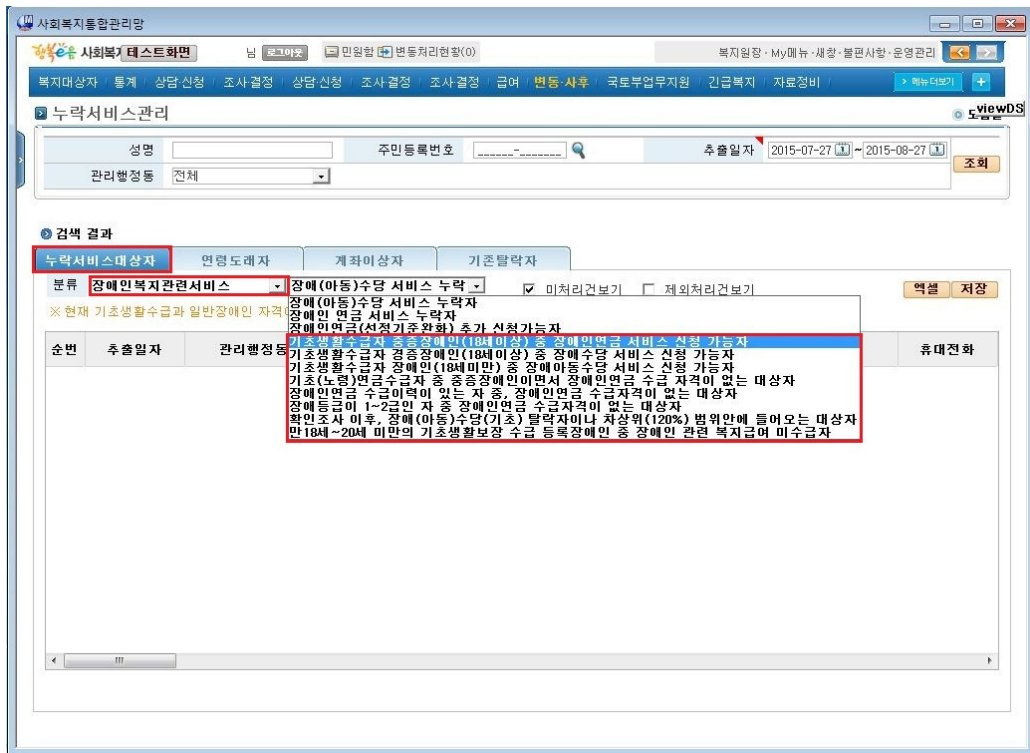 사회복지통합관리망
행복e음 사회복지 테스트화면 님 로그아웃 민원함 변동처리현황(0) 복지원장·My메뉴·새창·불편사항·운영관리
복지대상자 통계 상담·신청 조사·결정 상담·신청 조사·결정 조사·결정 급여 변동·사후 국토부업무지원 긴급복지 자료정비 > 메뉴더보기 +
누락서비스관리 viewDS
성명 주민등록번호 ______-_______ 추출일자 2015-07-27 ~ 2015-08-27 조회
관리행정동 전체
검색 결과
누락서비스대상자 연령도래자 계좌이상자 기존탈락자
분류 장애인복지관련서비스 장애(아동)수당 서비스 누락 미처리건보기 제외처리건보기 엑셀 저장
※ 현재 기초생활수급과 일반장애인 자격
장애(아동)수당 서비스 누락자
장애인 연금 서비스 누락자
장애인연금(선정기준완화) 추가 신청가능자
기초생활수급자 중증장애인(18세이상) 중 장애인연금 서비스 신청 가능자
기초생활수급자 경증장애인(18세이상) 중 장애수당 서비스 신청 가능자
기초생활수급자 장애인(18세미만) 중 장애아동수당 서비스 신청 가능자
기초(노령)연금수급자 중 중증장애인이면서 장애인연금 수급 자격이 없는 대상자
장애인연금 수급이력이 있는 자 중, 장애인연금 수급자격이 없는 대상자
장애등급이 1~2급인 자 중 장애인연금 수급자격이 없는 대상자
확인조사 이후, 장애(아동)수당(기초) 탈락자이나 차상위(120%) 범위안에 들어오는 대상자
만18세~20세 미만의 기초생활보장 수급 등록장애인 중 장애인 관련 복지급여 미수급자
순번 추출일자 관리행정동 휴대전화